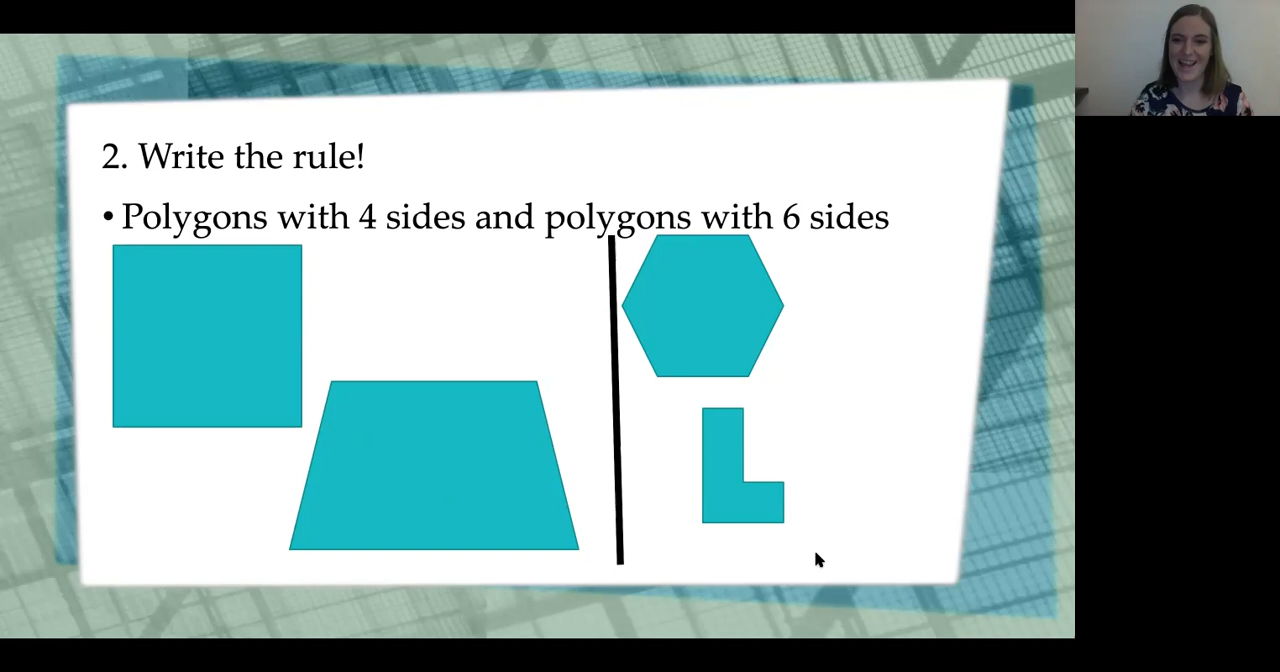 2. Write the rule!
• Polygons with 4 sides and polygons with 6 sides